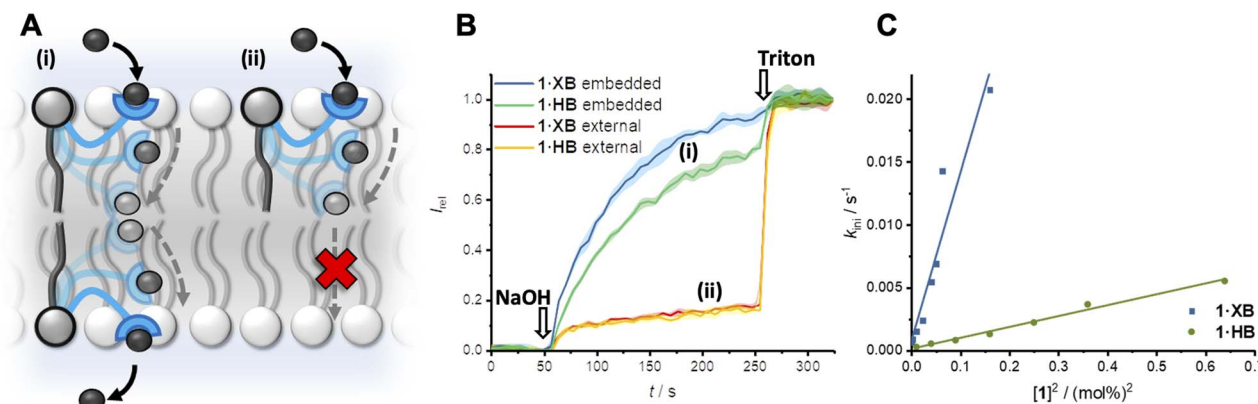 A
(i)
(ii)
B
Triton
1·XB embedded
1·HB embedded
1·XB external
1·HB external
(i)
(ii)
NaOH
1.0
0.8
0.6
0.4
0.2
0.0
I rel
0
50
100
150
200
250
300
t / s
C
0.020
0.015
0.010
0.005
0.000
k ini / s⁻¹
1·XB
1·HB
0.0
0.1
0.2
0.3
0.4
0.5
0.6
[1]² / (mol%)²